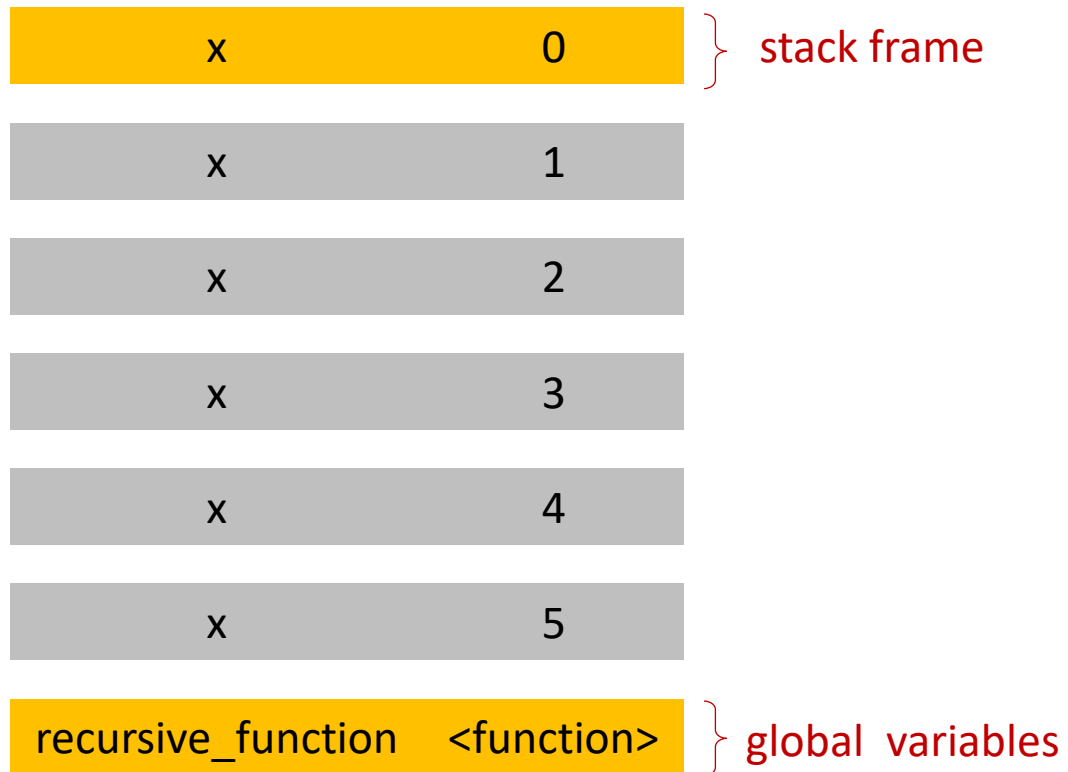 x 0 stack frame
x 1
x 2
x 3
x 4
x 5
recursive_function <function> global variables